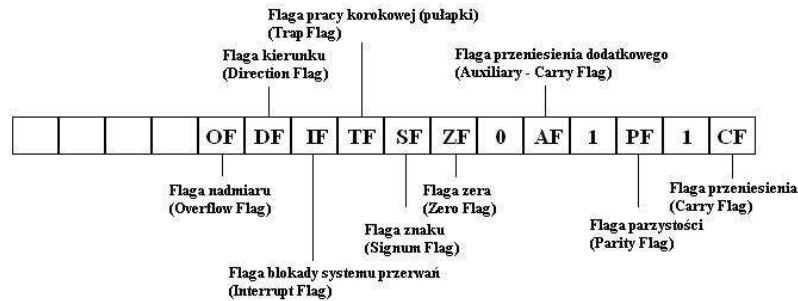 Flaga pracy korokowej (pułapki)
(Trap Flag)
Flaga kierunku
(Direction Flag)
Flaga przeniesienia dodatkowego
(Auxiliary - Carry Flag)
OF DF IF TF SF ZF 0 AF 1 PF 1 CF
Flaga nadmiaru
(Overflow Flag)
Flaga zera
(Zero Flag)
Flaga przeniesienia
(Carry Flag)
Flaga znaku
(Signum Flag)
Flaga parzystości
(Parity Flag)
Flaga blokady systemu przerwań
(Interrupt Flag)